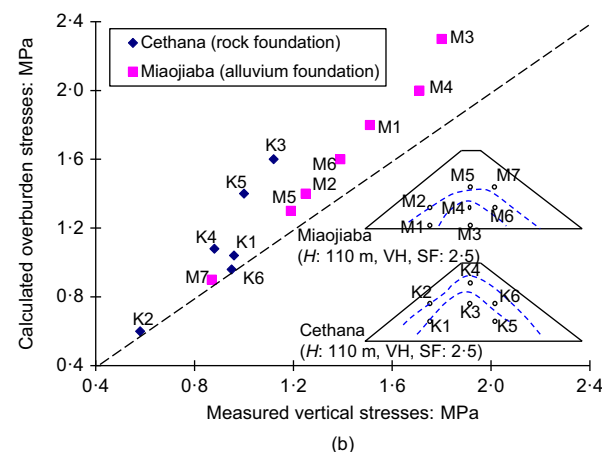 2·4
2·0
1·6
1·2
0·8
0·4
Calculated overburden stresses: MPa
Cethana (rock foundation)
Miaojiaba (alluvium foundation)
M3
M4
M1
K3
M6
K5
M2
M5
K4
K1
M7
K6
K2
M5
M7
M2
M4
M6
M1
M3
Miaojiaba
(H: 110 m, VH, SF: 2·5)
K4
K2
K6
K3
K1
K5
Cethana
(H: 110 m, VH, SF: 2·5)
0·4
0·8
1·2
1·6
2·0
2·4
Measured vertical stresses: MPa
(b)